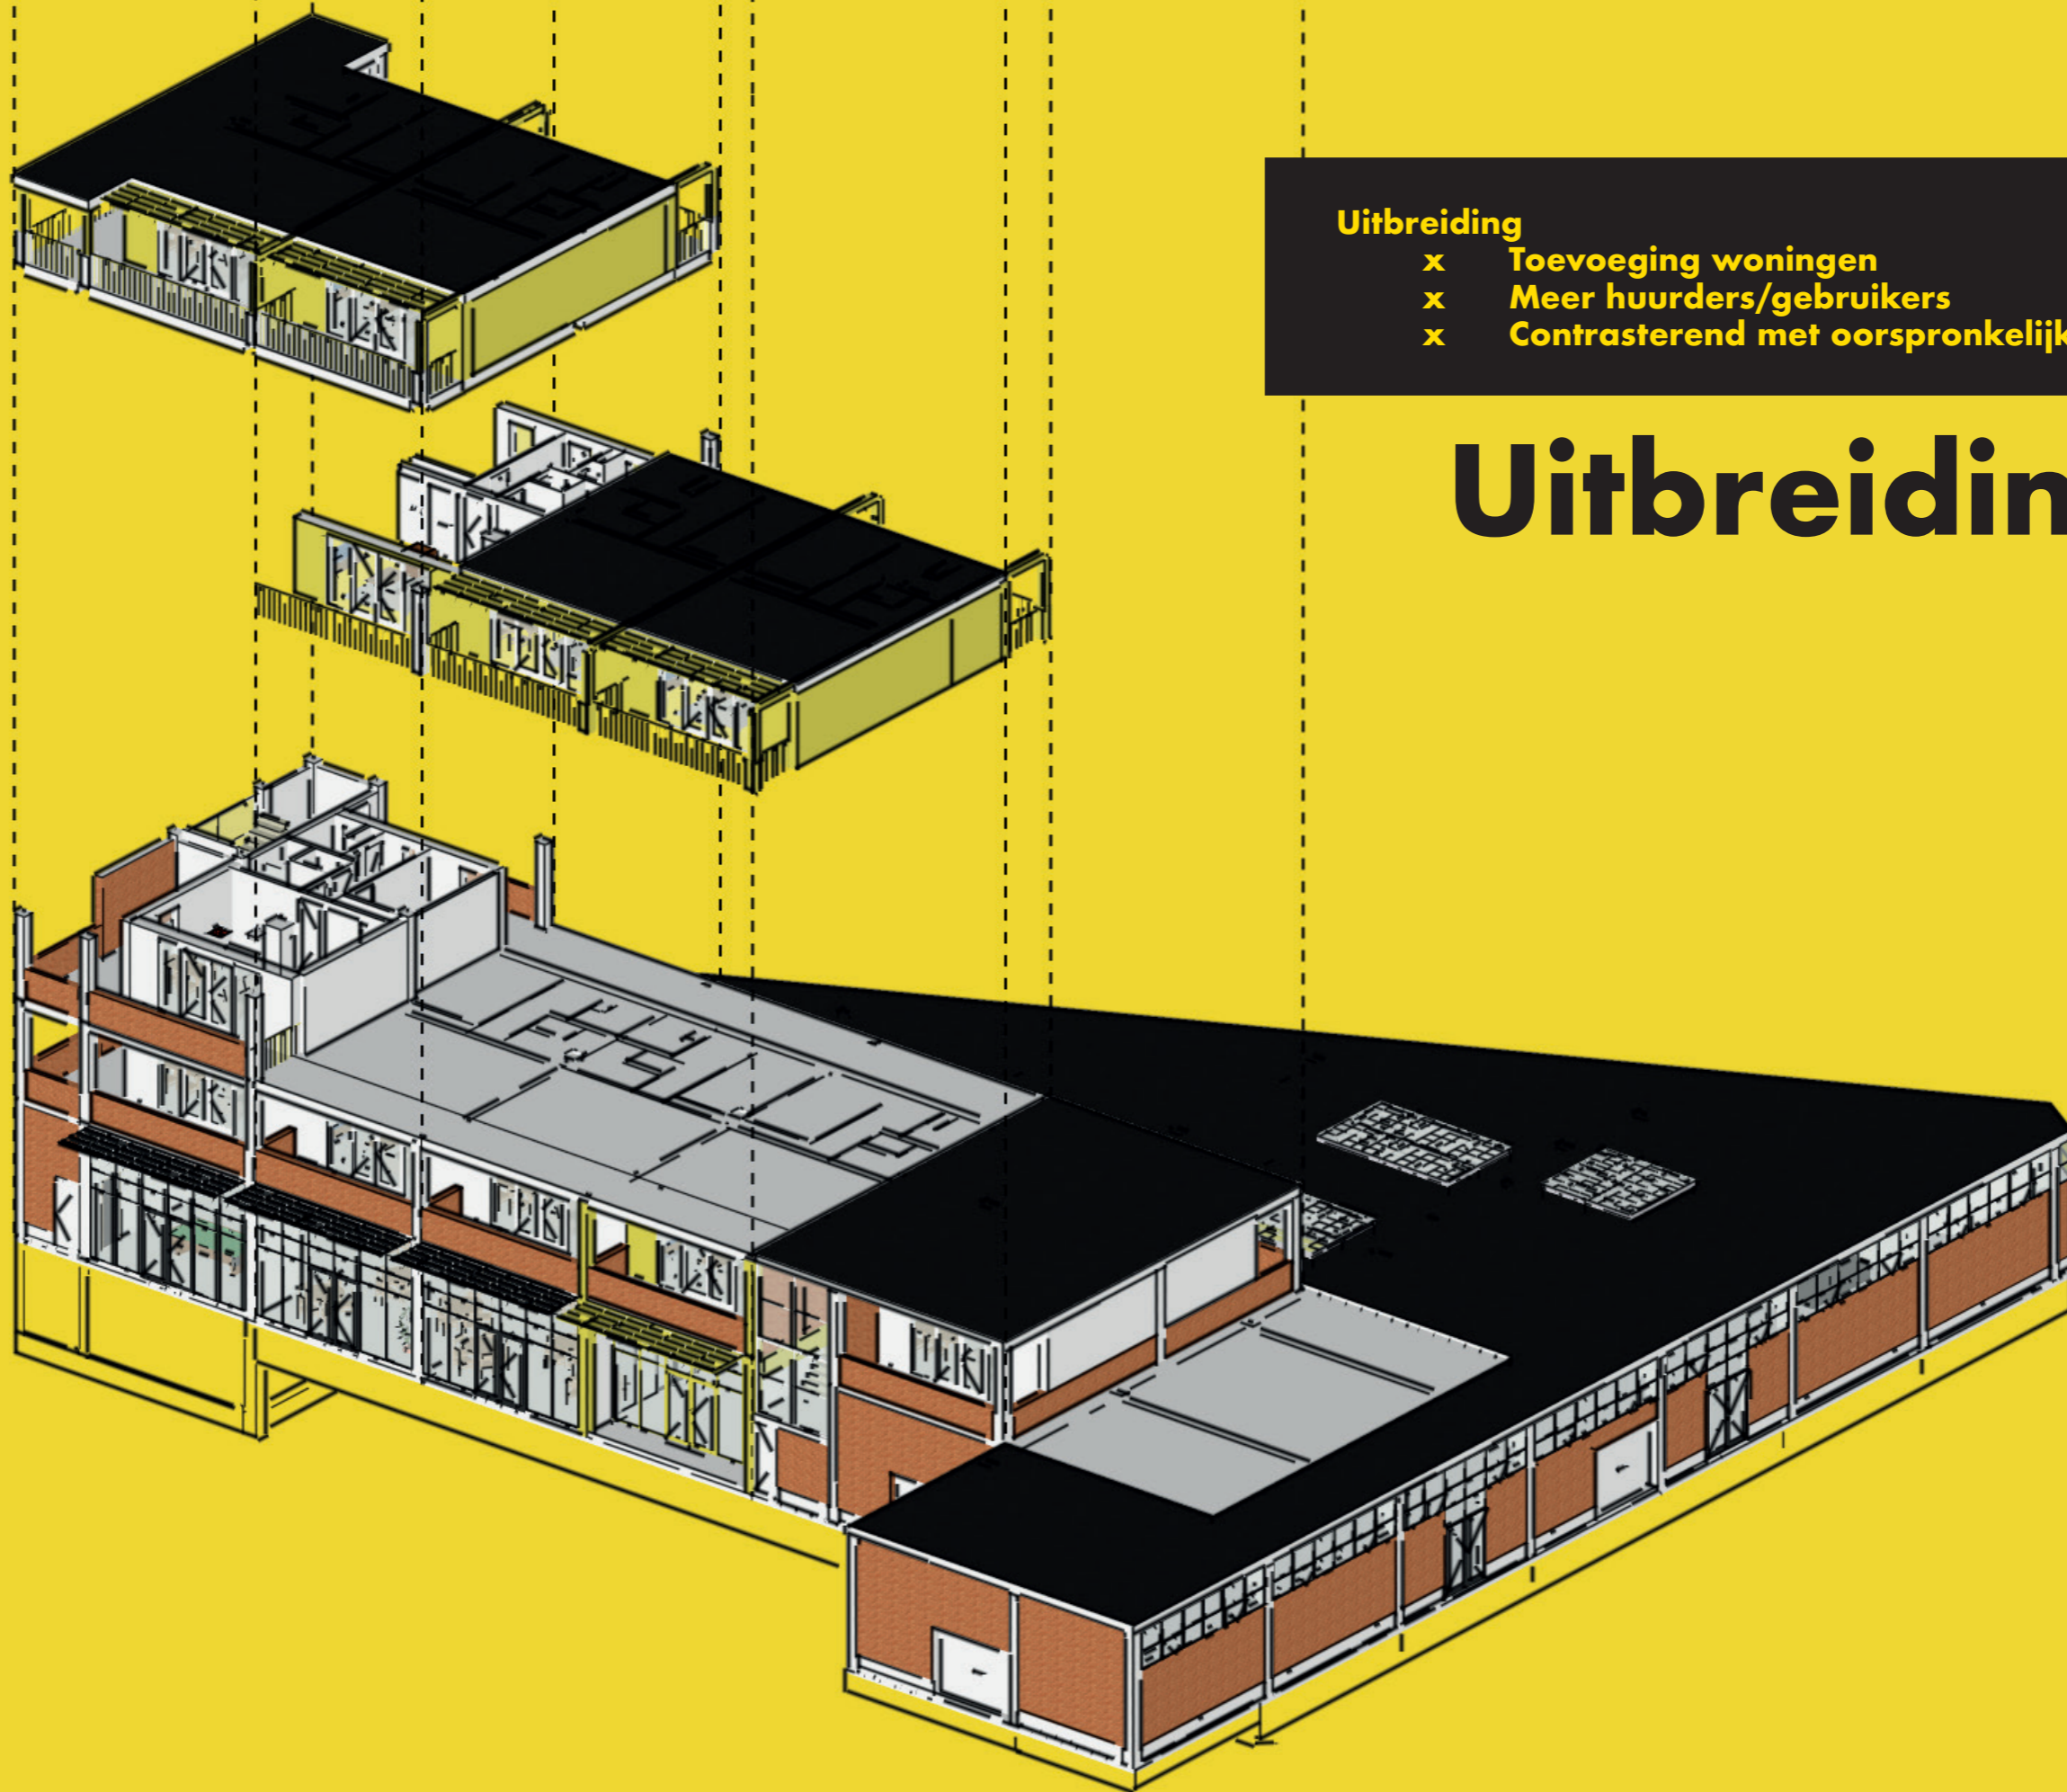 Uitbreiding
x Toevoeging woningen
x Meer huurders/gebruikers
x Contrasterend met oorspronkelijk
Uitbreidin